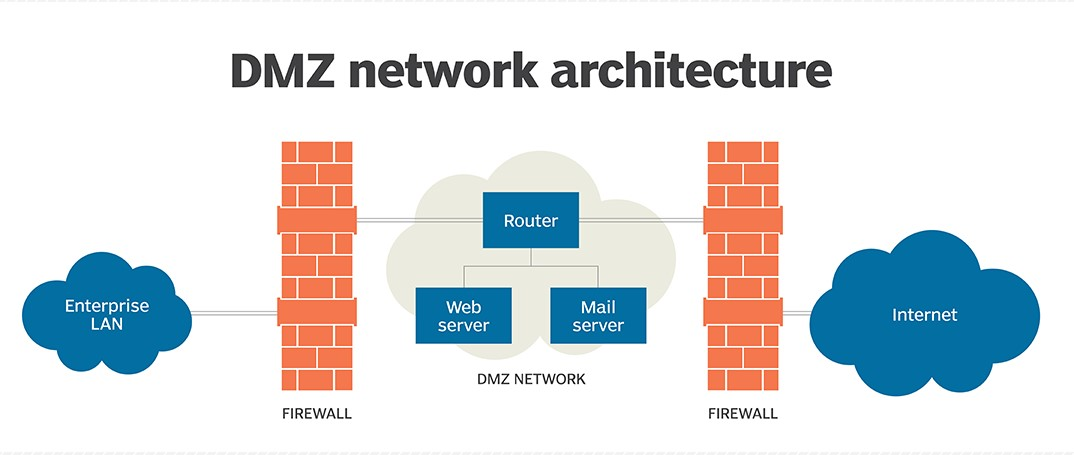 DMZ network architecture
Router
Enterprise
LAN
Web
server
Mail
server
Internet
DMZ NETWORK
FIREWALL
FIREWALL